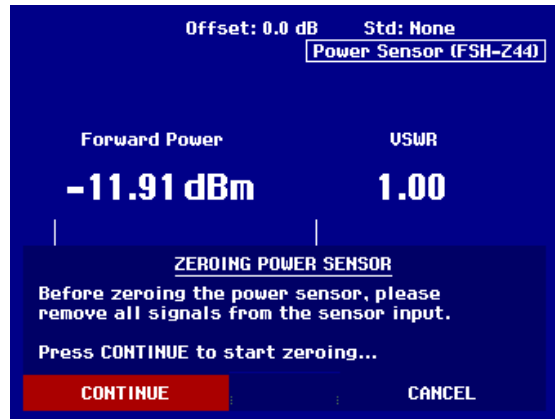 Offset: 0.0 dB Std: None
Power Sensor (FSH-Z44)
Forward Power VSWR
-11.91 dBm 1.00
ZEROING POWER SENSOR
Before zeroing the power sensor, please
remove all signals from the sensor input.
Press CONTINUE to start zeroing...
CONTINUE CANCEL